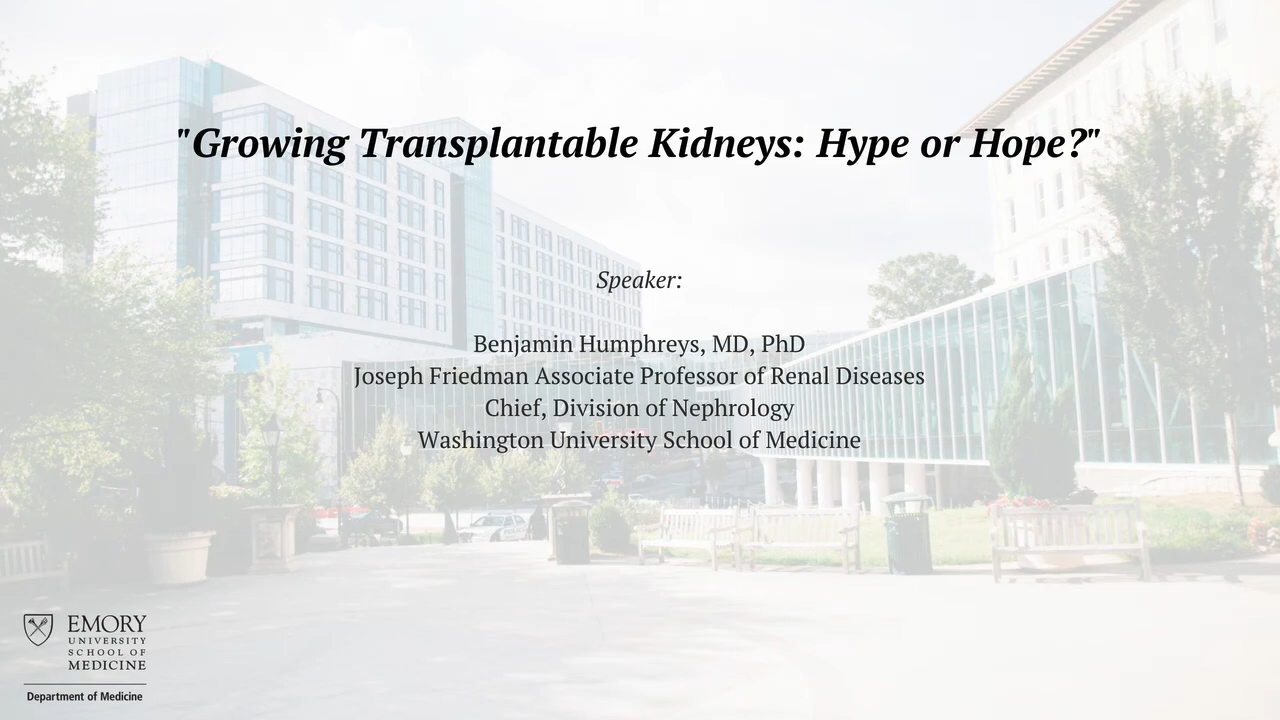 "Growing Transplantable Kidneys: Hype or Hope?"
Speaker:
Benjamin Humphreys, MD, PhD
Joseph Friedman Associate Professor of Renal Diseases
Chief, Division of Nephrology
Washington University School of Medicine
EMORY
UNIVERSITY
SCHOOL OF
MEDICINE
Department of Medicine